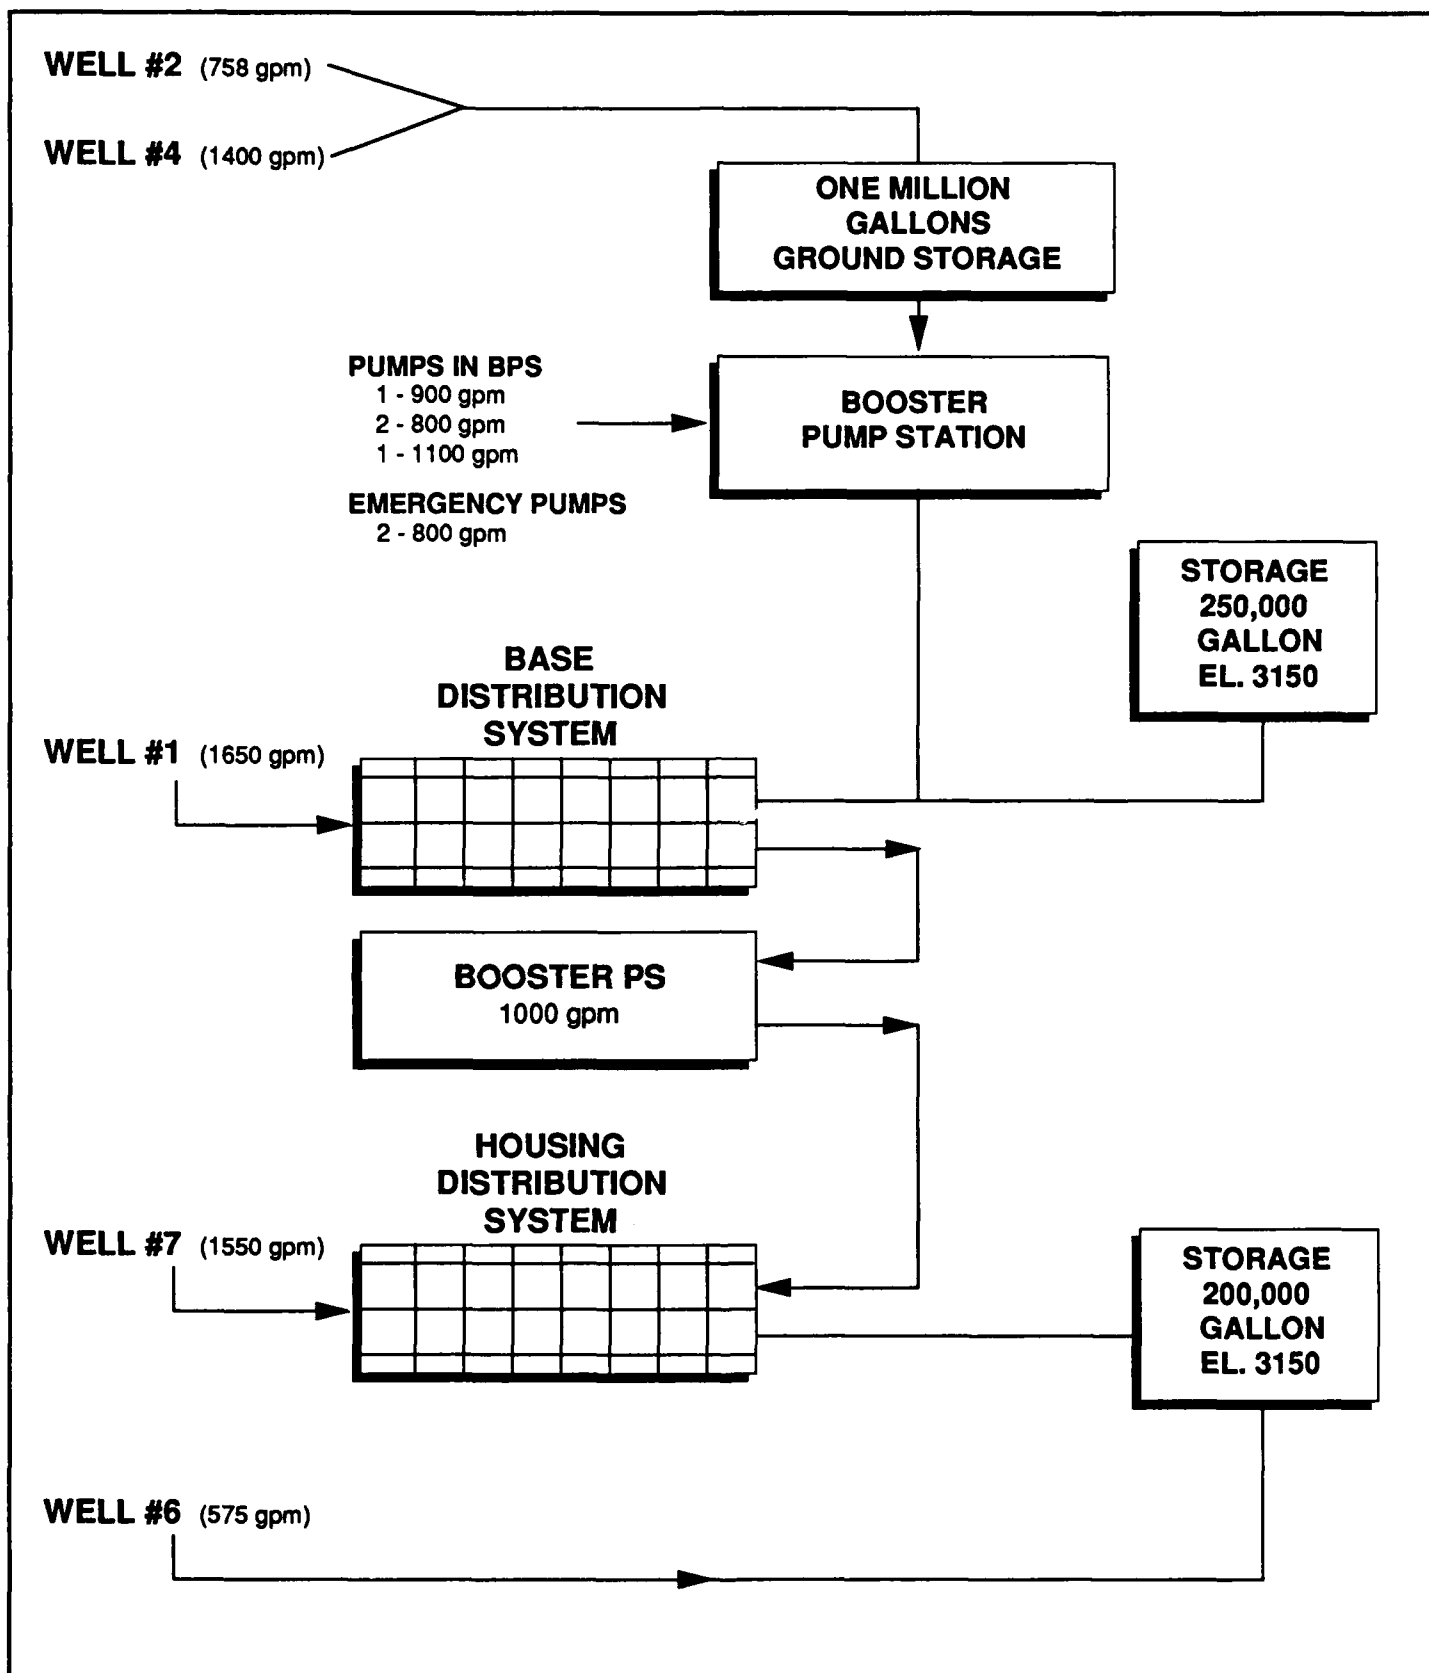 WELL #2 (758 gpm)
WELL #4 (1400 gpm)
ONE MILLION
GALLONS
GROUND STORAGE
PUMPS IN BPS
1 - 900 gpm
2 - 800 gpm
1 - 1100 gpm
BOOSTER
PUMP STATION
EMERGENCY PUMPS
2 - 800 gpm
STORAGE
250,000
GALLON
EL. 3150
BASE
DISTRIBUTION
SYSTEM
WELL #1 (1650 gpm)
BOOSTER PS
1000 gpm
HOUSING
DISTRIBUTION
SYSTEM
WELL #7 (1550 gpm)
STORAGE
200,000
GALLON
EL. 3150
WELL #6 (575 gpm)